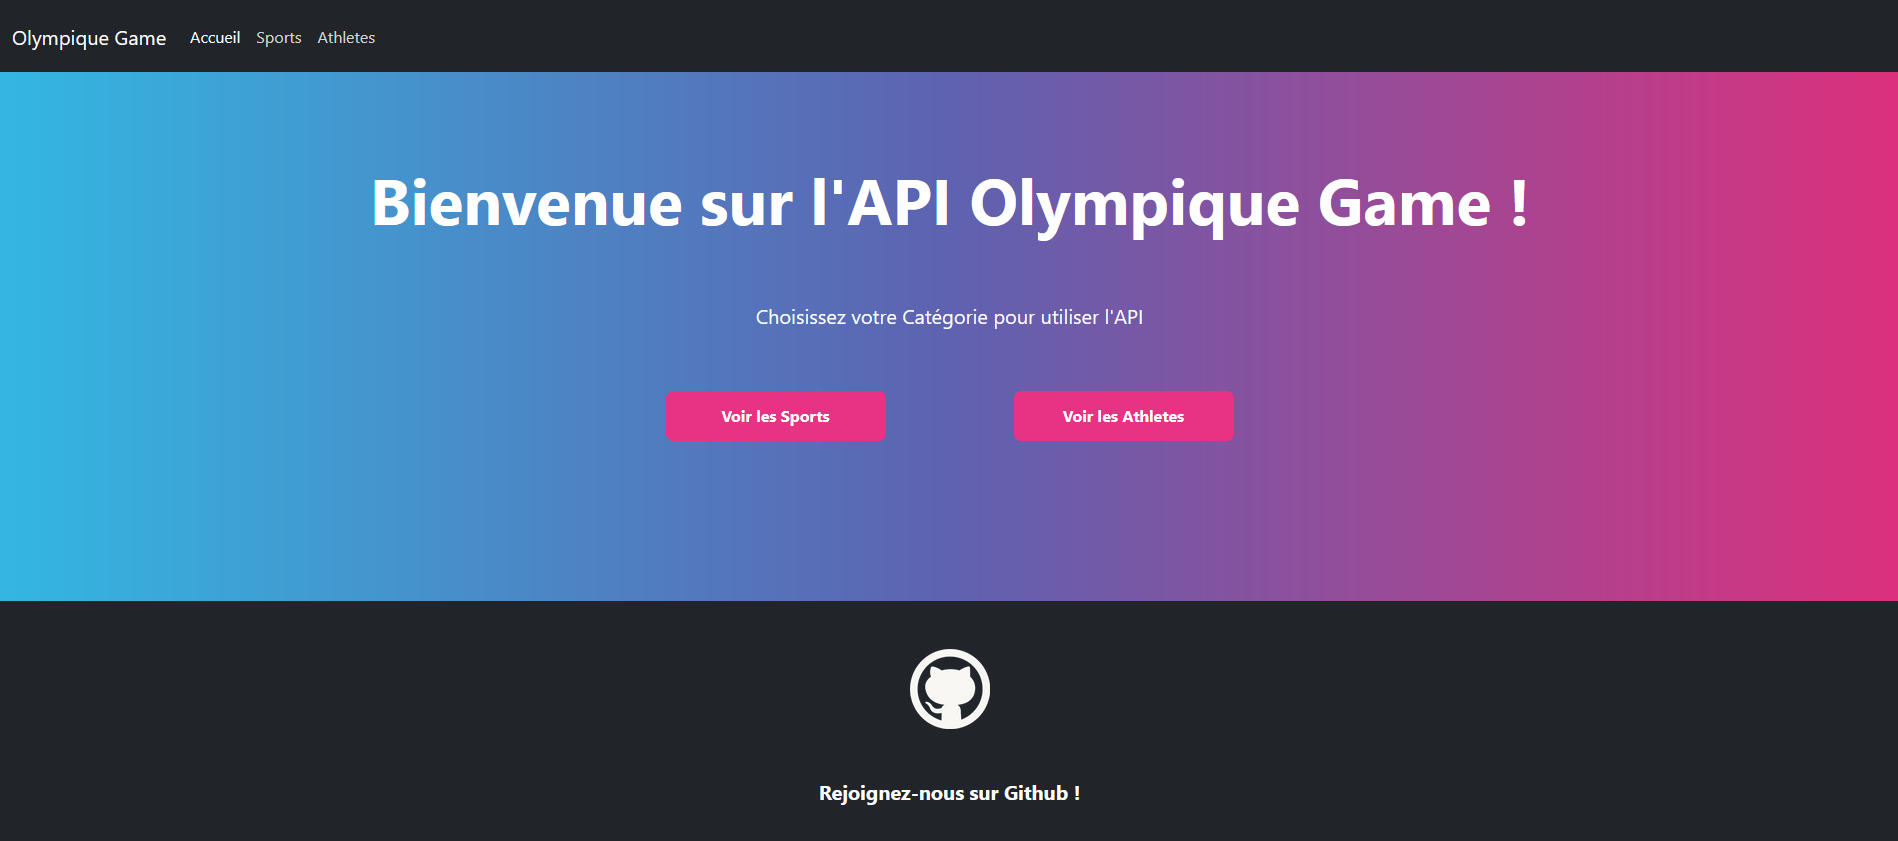 Olympique Game Accueil Sports Athletes
Bienvenue sur l'API Olympique Game !
Choisissez votre Catégorie pour utiliser l'API
Voir les Sports Voir les Athletes
Rejoignez-nous sur Github !